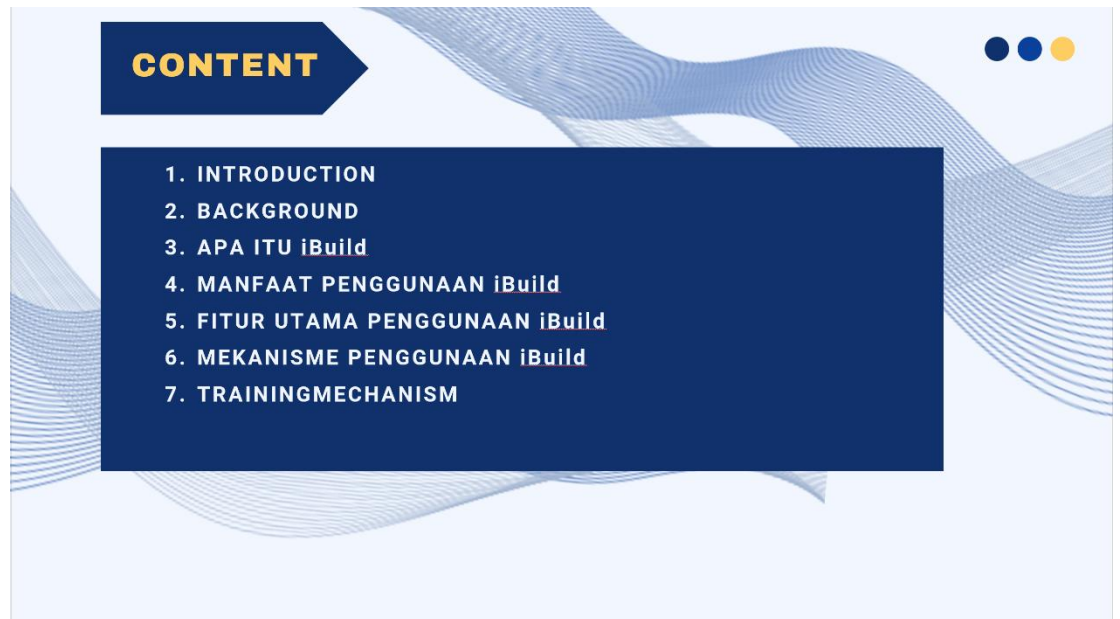 CONTENT
1. INTRODUCTION
2. BACKGROUND
3. APA ITU iBuild
4. MANFAAT PENGGUNAAN iBuild
5. FITUR UTAMA PENGGUNAAN iBuild
6. MEKANISME PENGGUNAAN iBuild
7. TRAININGMECHANISM